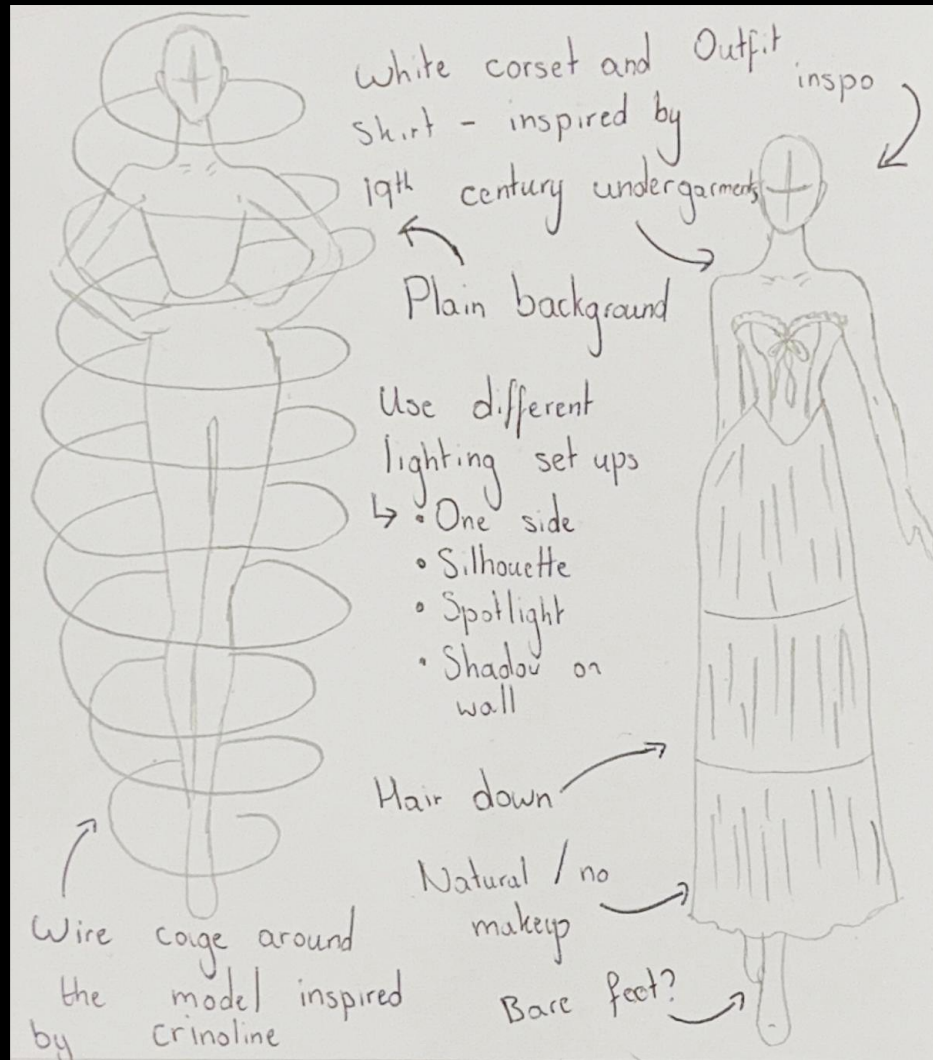 White corset and
skirt - inspired by
19th century undergarments
Outfit
inspo
Plain background
Use different
lighting set ups
↳ • One side
• Silhouette
• Spotlight
• Shadow on
wall
Hair down
Natural / no
makeup
Bare feet?
Wire cage around
the model inspired
by crinoline